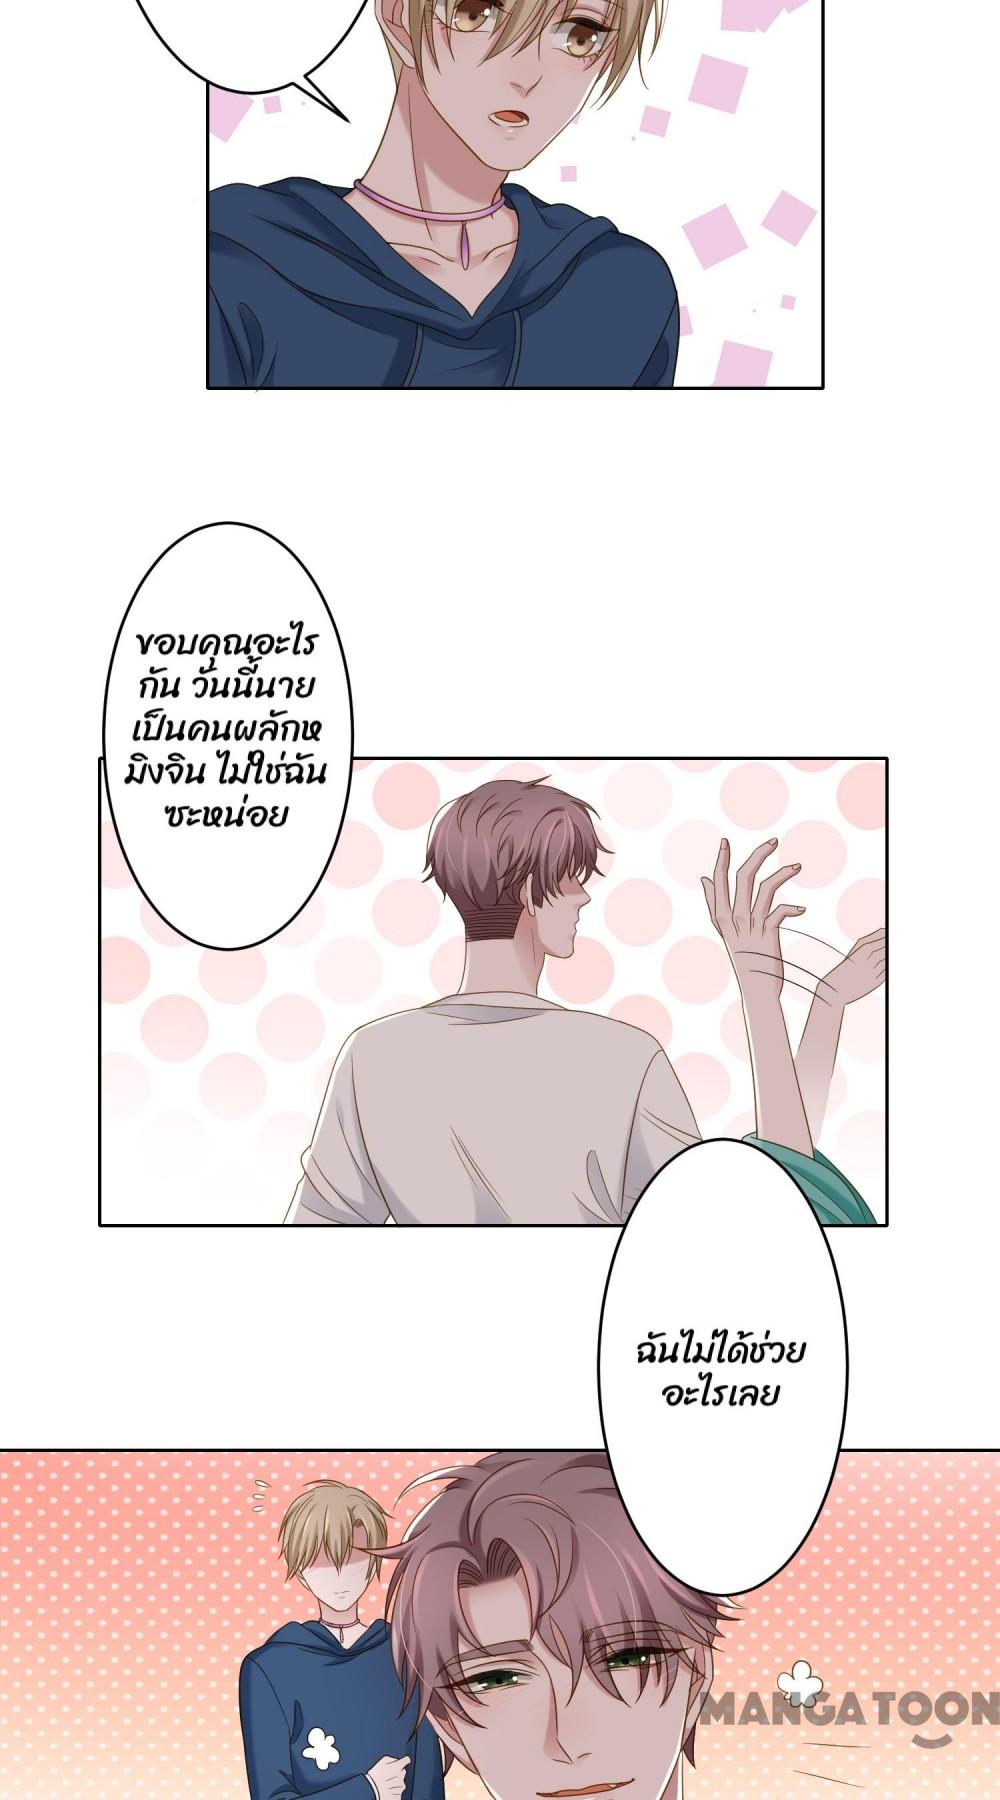 ขอบคุณอะไร
กัน วันนี้นาย
เป็นคนผลักห
มิงจิน ไม่ใช่ฉัน
ซะหน่อย
ฉันไม่ได้ช่วย
อะไรเลย
MANGATOON